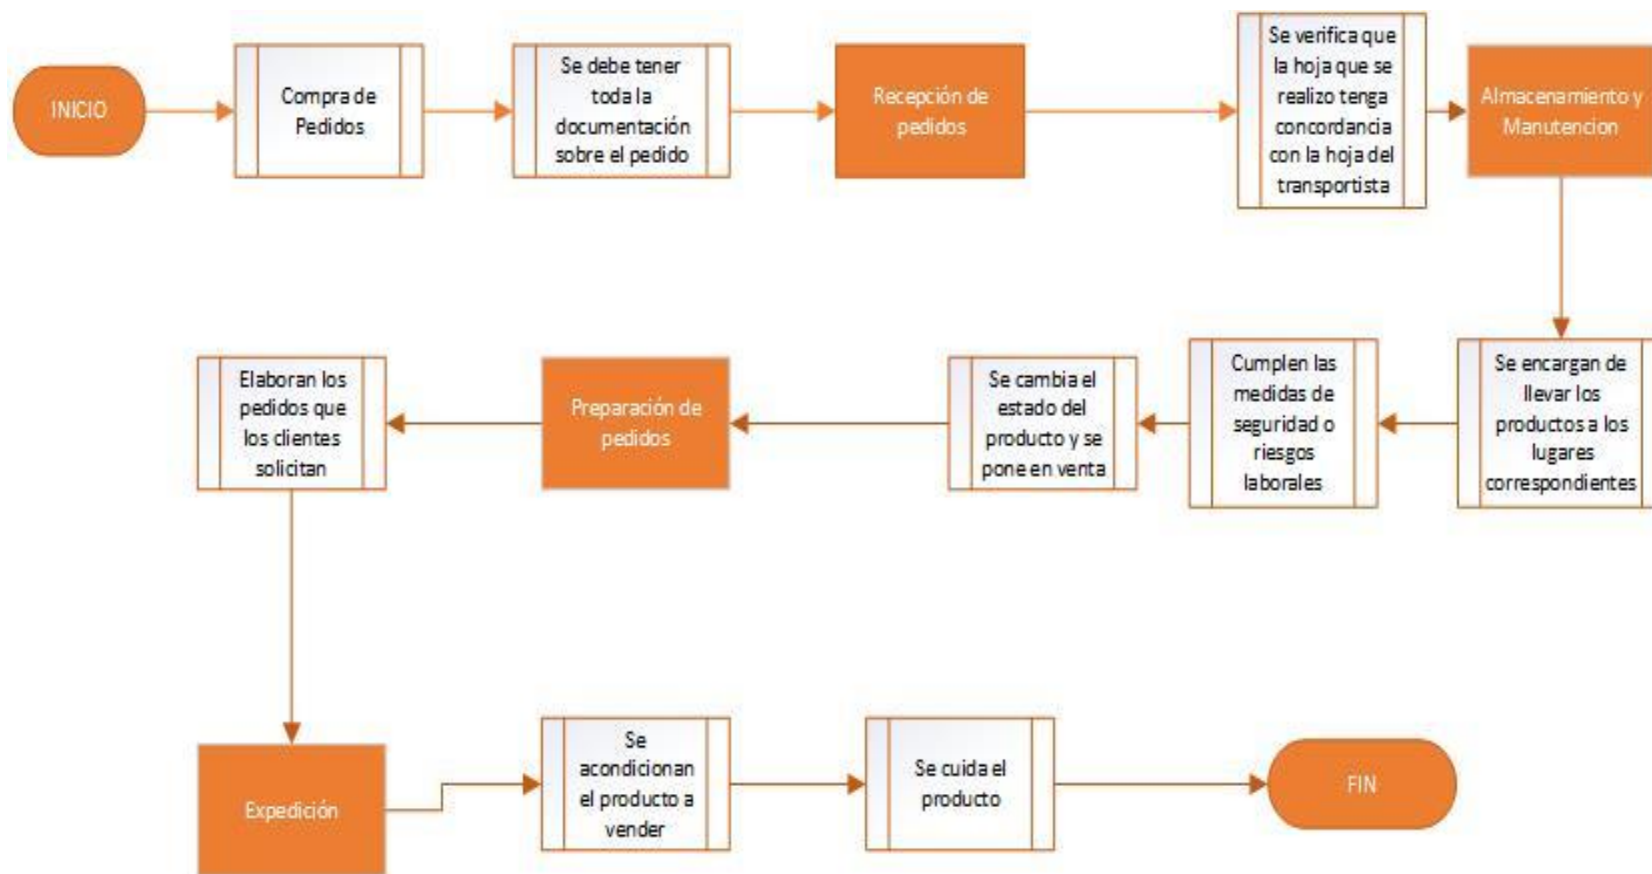 INICIO
Compra de
Pedidos
Se debe tener
toda la
documentación
sobre el pedido
Recepción de
pedidos
Se verifica que
la hoja que se
realizo tenga
concordancia
con la hoja del
transportista
Almacenamiento y
Manutencion
Se encargan de
llevar los
productos a los
lugares
correspondientes
Cumplen las
medidas de
seguridad o
riesgos
laborales
Se cambia el
estado del
producto y se
pone en venta
Preparación de
pedidos
Elaboran los
pedidos que
los clientes
solicitan
Expedición
Se
acondicionan
el producto a
vender
Se cuida el
producto
FIN